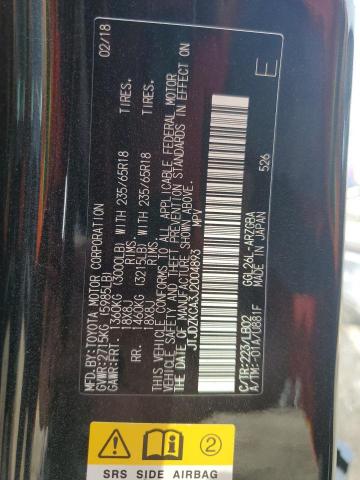 MFD.BY:TOYOTA MOTOR CORPORATION 02/18
GVWR:2715KG (5985LB)
GAWR:FRT. 1360KG (3000LB) WITH 235/65R18 TIRES.
18X8J RIMS
RR. 1460KG (3215LB) WITH 235/65R18 TIRES.
18X8J RIMS
THIS VEHICLE CONFORMS TO ALL APPLICABLE FEDERAL MOTOR
VEHICLE SAFETY AND THEFT PREVENTION STANDARDS IN EFFECT ON
THE DATE OF MANUFACTURE SHOWN ABOVE.
JTJDZKCA3J2004893 MPV
E
C/TR:223/LB02 GGL26L-ARZGBA 526
A/TM:-01A/U881F MADE IN JAPAN
2
SRS SIDE AIRBAG